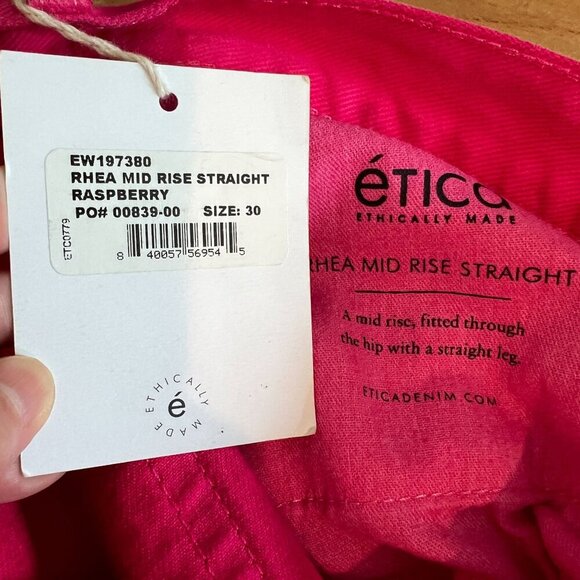 EW197380
RHEA MID RISE STRAIGHT
RASPBERRY
PO# 00839-00 SIZE: 30
ETC0779
8 40057 56954 5
ETHICALLY MADE
é
éTICa
ETHICALLY MADE
RHEA MID RISE STRAIGHT
A mid rise, fitted through
the hip with a straight leg.
ETICADENIM.COM